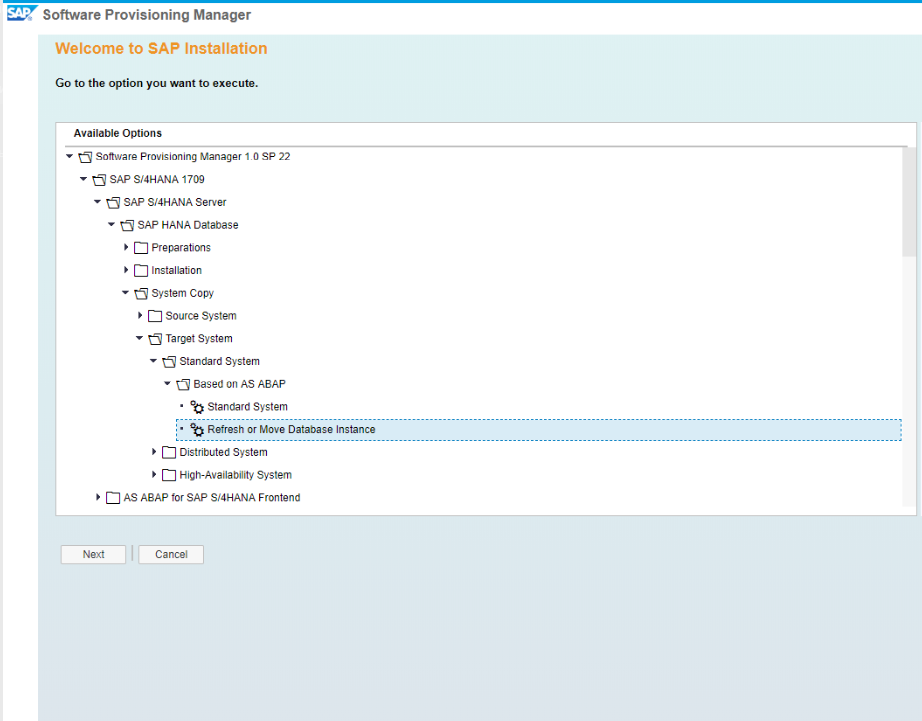 SAP Software Provisioning Manager
Welcome to SAP Installation
Go to the option you want to execute.
Available Options
Software Provisioning Manager 1.0 SP 22
SAP S/4HANA 1709
SAP S/4HANA Server
SAP HANA Database
Preparations
Installation
System Copy
Source System
Target System
Standard System
Based on AS ABAP
Standard System
Refresh or Move Database Instance
Distributed System
High-Availability System
AS ABAP for SAP S/4HANA Frontend
Next Cancel